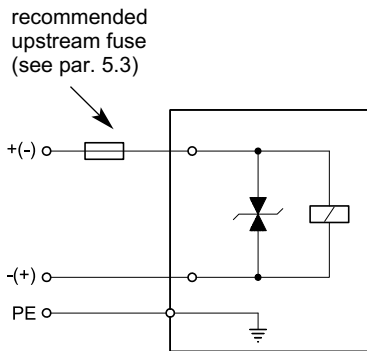 recommended
upstream fuse
(see par. 5.3)
+(-)
-(+)
PE